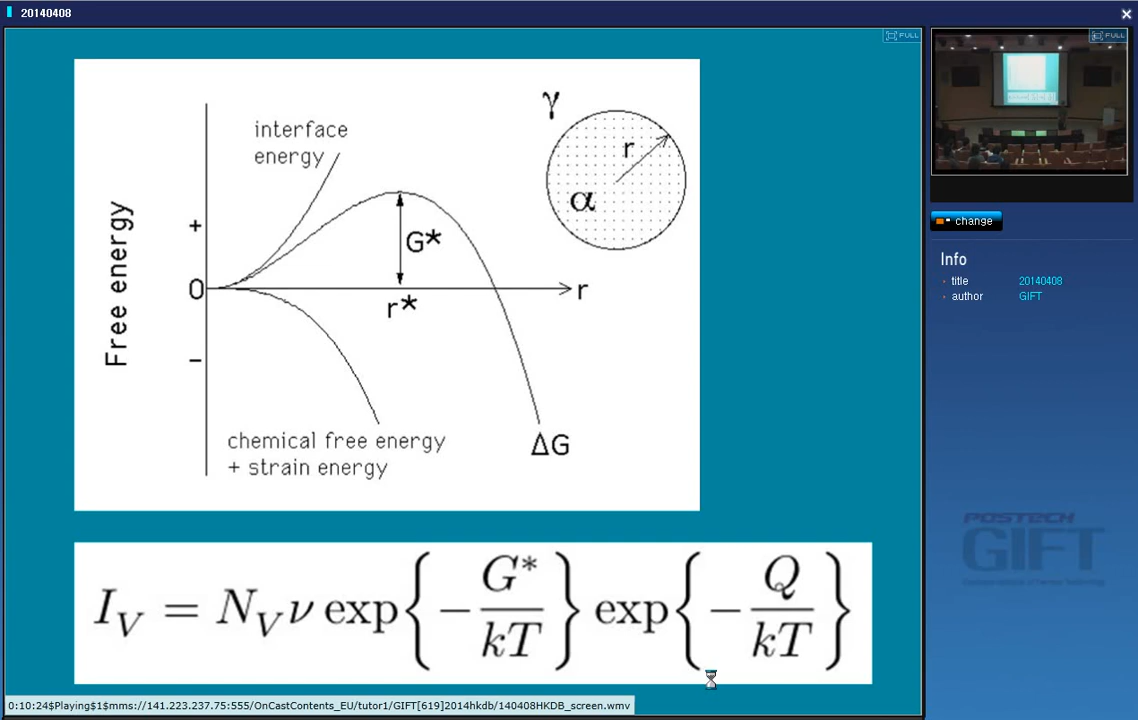 20140408
FULL
FULL
interface
energy
γ
r
α
Free energy
+
0
−
G*
r*
r
chemical free energy
+ strain energy
ΔG
I_V = N_V ν exp{ − G*/kT } exp{ − Q/kT }
change
Info
title 20140408
author GIFT
POSTECH
GIFT
0:10:24$Playing$1$mms://141.223.237.75:555/OnCastContents_EU/tutor1/GIFT[619]2014hkdb/140408HKDB_screen.wmv